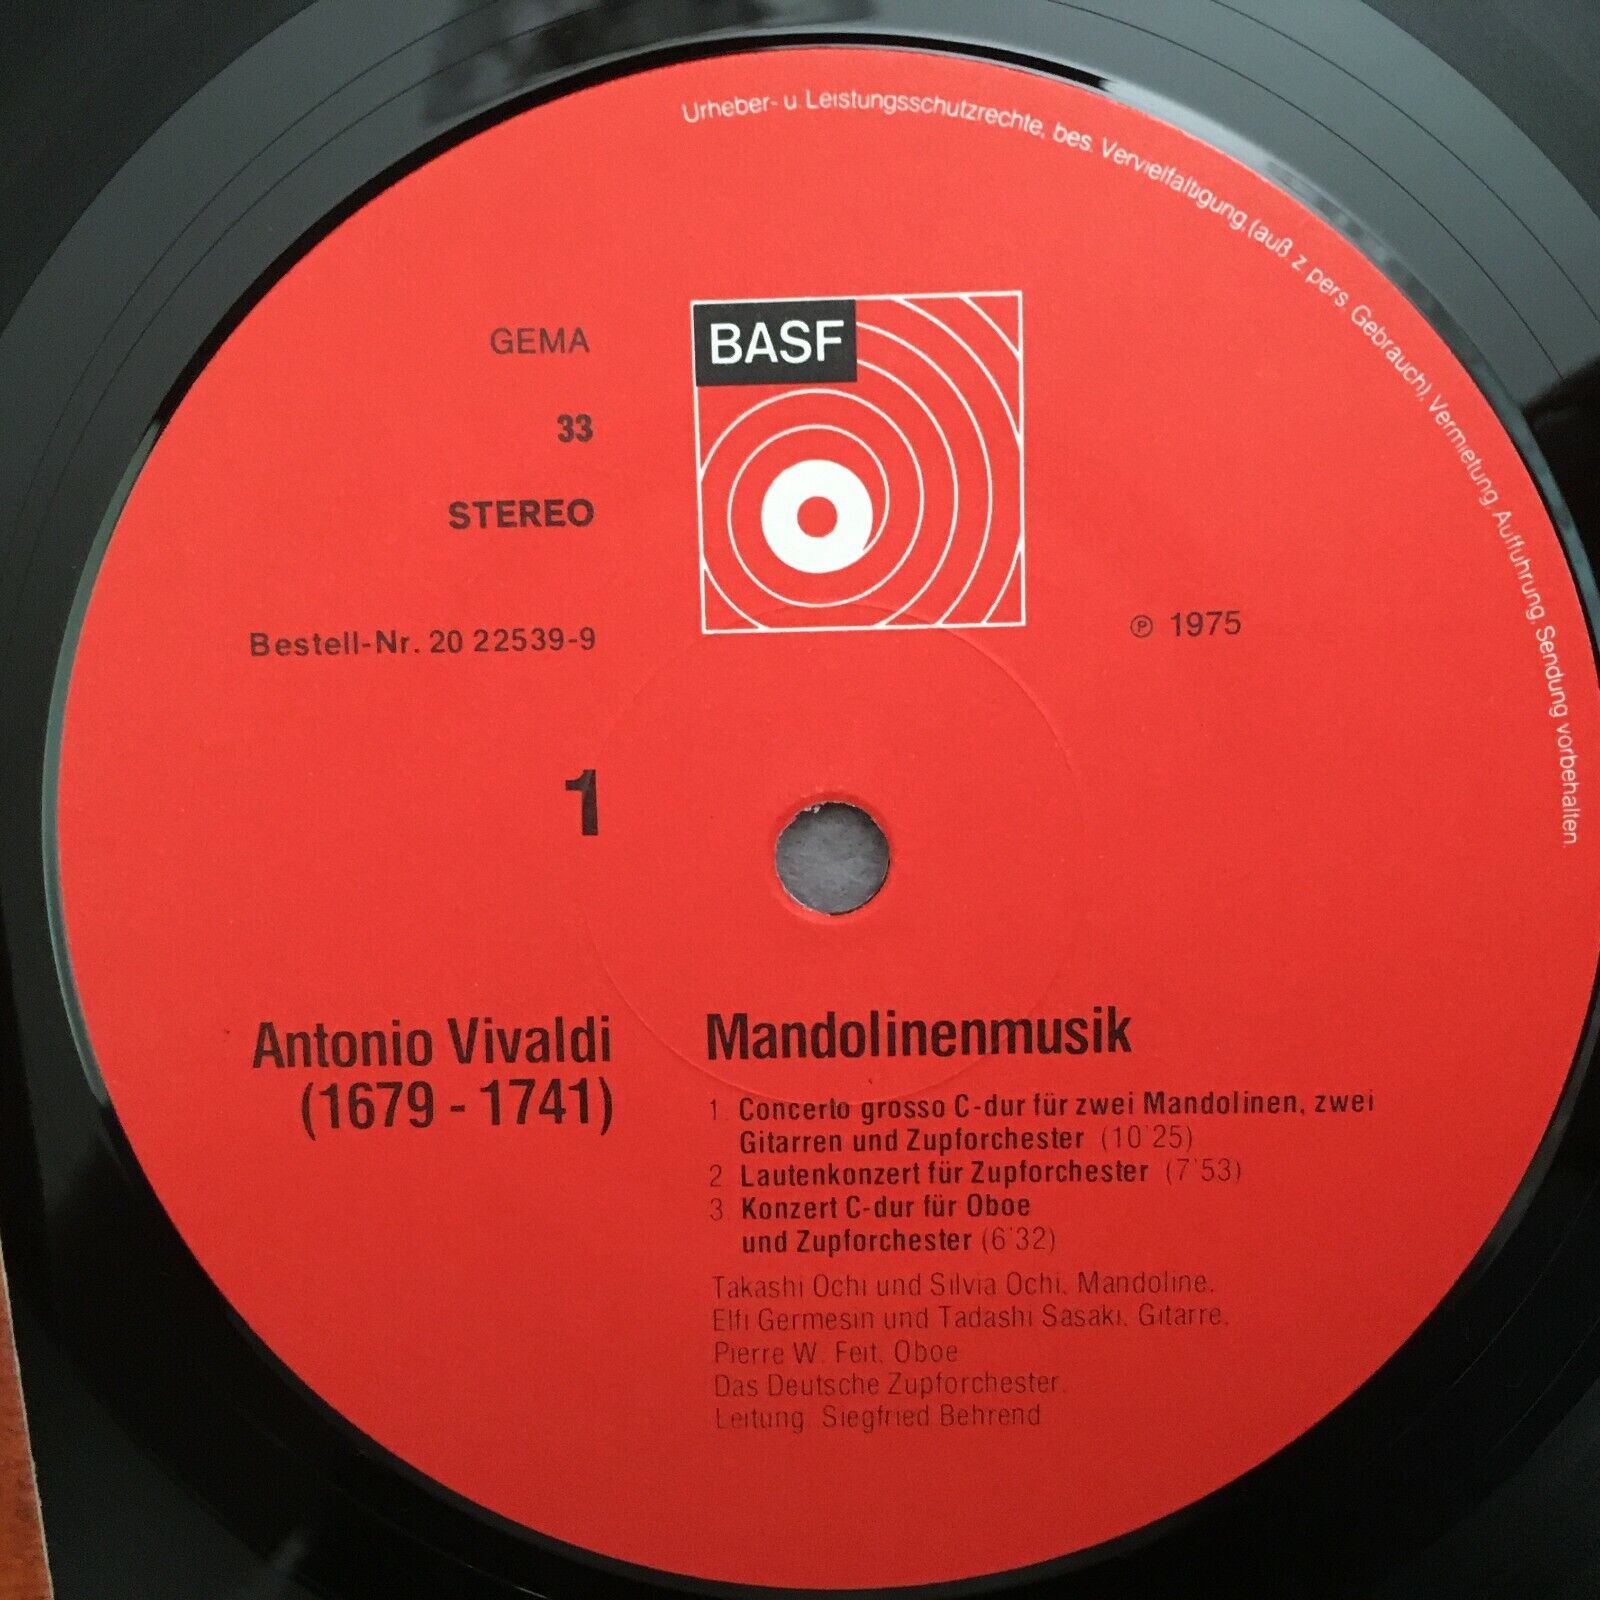 Urheber- u. Leistungsschutzrechte, bes. Vervielfältigung, (auß. z. pers. Gebrauch), Vermietung, Aufführung, Sendung vorbehalten.
BASF
GEMA
33
STEREO
Bestell-Nr. 20 22539-9
℗ 1975
1
Antonio Vivaldi
(1679 - 1741)
Mandolinenmusik
1. Concerto grosso C-dur für zwei Mandolinen, zwei
Gitarren und Zupforchester (10'25)
2. Lautenkonzert für Zupforchester (7'53)
3. Konzert C-dur für Oboe
und Zupforchester (6'32)
Takashi Ochi und Silvia Ochi, Mandoline,
Elfi Germesin und Tadashi Sasaki, Gitarre,
Pierre W. Feit, Oboe
Das Deutsche Zupforchester,
Leitung: Siegfried Behrend